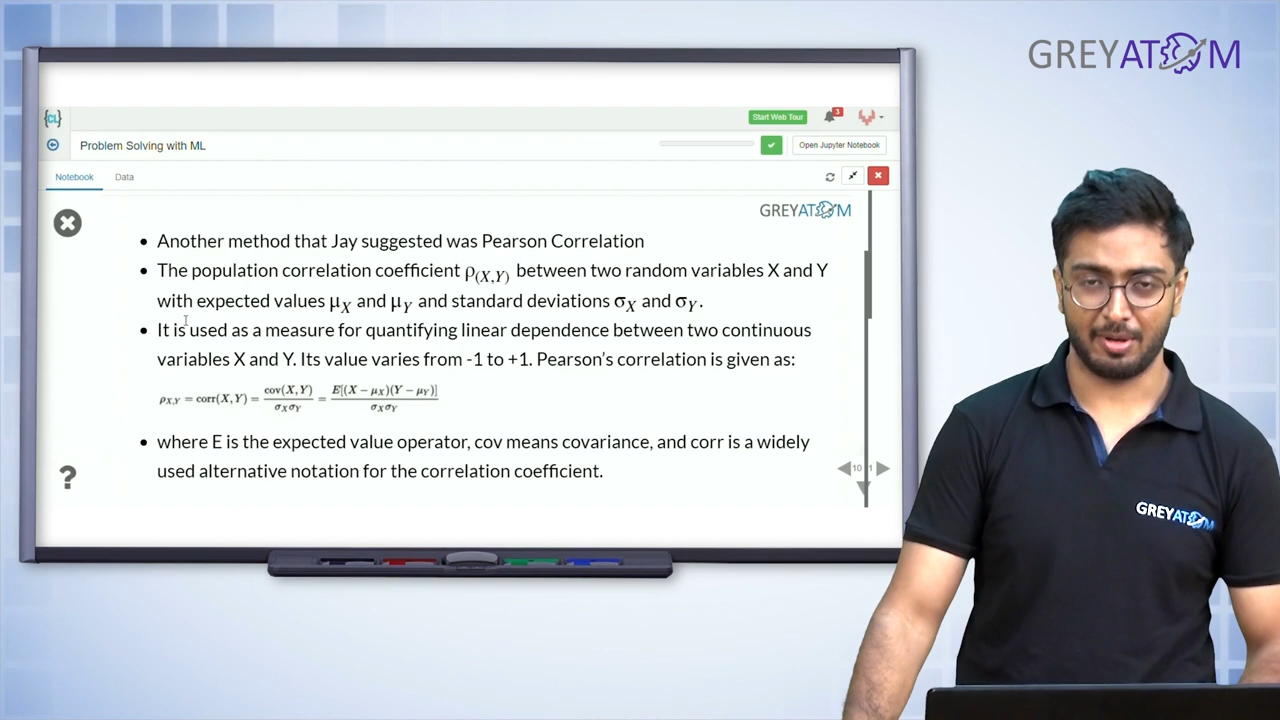 GREYATOM
{CL}
Start Web Tour
3
Problem Solving with ML
Open Jupyter Notebook
Notebook
Data
GREYATOM
• Another method that Jay suggested was Pearson Correlation
• The population correlation coefficient ρ(X,Y) between two random variables X and Y
with expected values μX and μY and standard deviations σX and σY.
• It is used as a measure for quantifying linear dependence between two continuous
variables X and Y. Its value varies from -1 to +1. Pearson's correlation is given as:
ρX,Y = corr(X,Y) = cov(X,Y) / σXσY = E[(X − μX)(Y − μY)] / σXσY
• where E is the expected value operator, cov means covariance, and corr is a widely
used alternative notation for the correlation coefficient.
?
10 1
GREYATOM